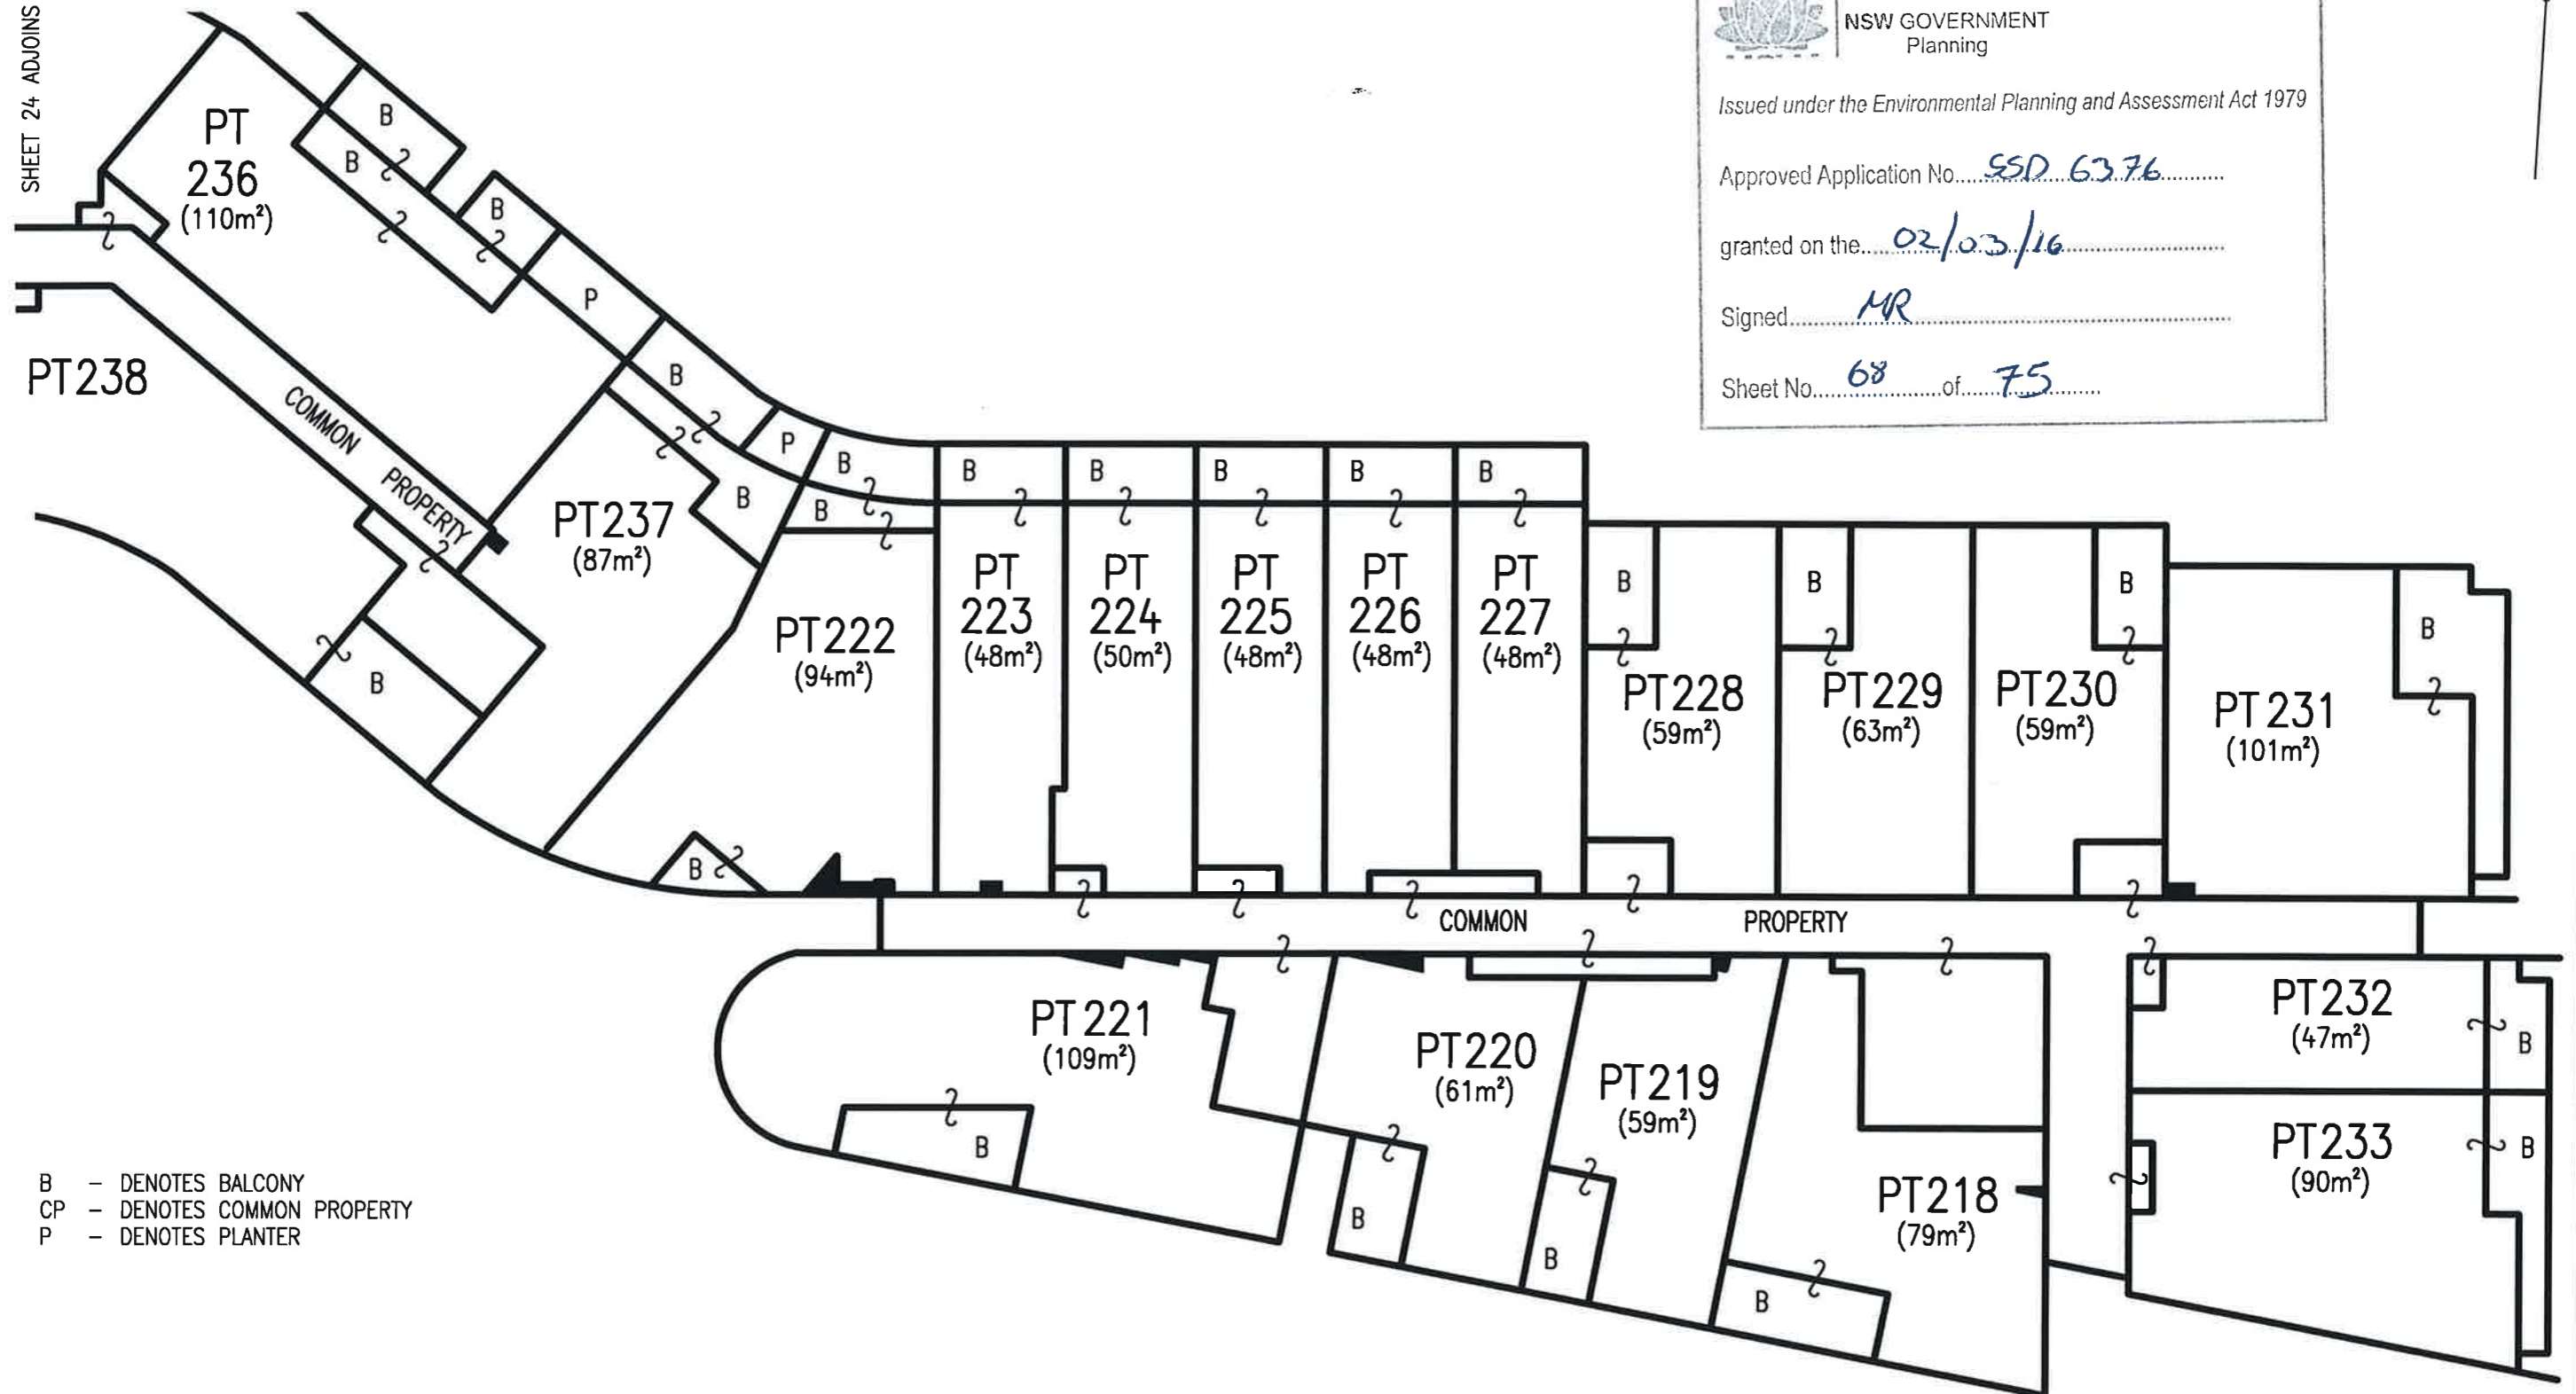 SHEET 24 ADJOINS
NSW GOVERNMENT
Planning
Issued under the Environmental Planning and Assessment Act 1979
Approved Application No. SSD 6376
granted on the 02/03/16
Signed MR
Sheet No. 68 of 75
PT
236
(110m²)
B
B
B
P
B
P
B
B
B
PT238
COMMON PROPERTY
PT237
(87m²)
B
PT222
(94m²)
B
B
PT
223
(48m²)
B
PT
224
(50m²)
B
PT
225
(48m²)
B
PT
226
(48m²)
B
PT
227
(48m²)
B
PT228
(59m²)
B
PT229
(63m²)
B
PT230
(59m²)
B
PT231
(101m²)
B
COMMON PROPERTY
PT221
(109m²)
B
PT220
(61m²)
B
PT219
(59m²)
B
PT218
(79m²)
B
PT232
(47m²)
B
PT233
(90m²)
B
B – DENOTES BALCONY
CP – DENOTES COMMON PROPERTY
P – DENOTES PLANTER